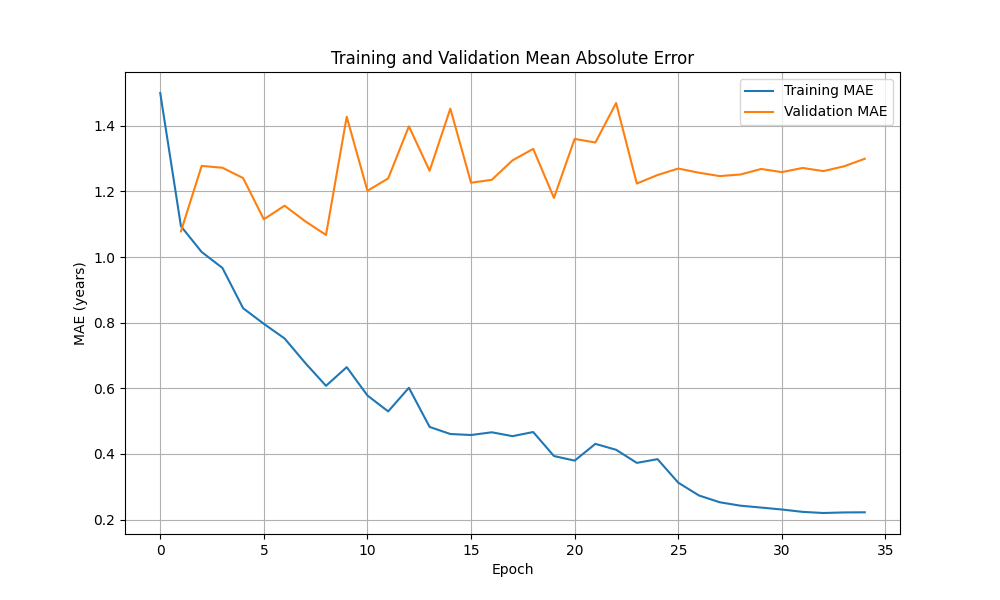 Training and Validation Mean Absolute Error
Training MAE
Validation MAE
MAE (years)
1.4
1.2
1.0
0.8
0.6
0.4
0.2
0 5 10 15 20 25 30 35
Epoch